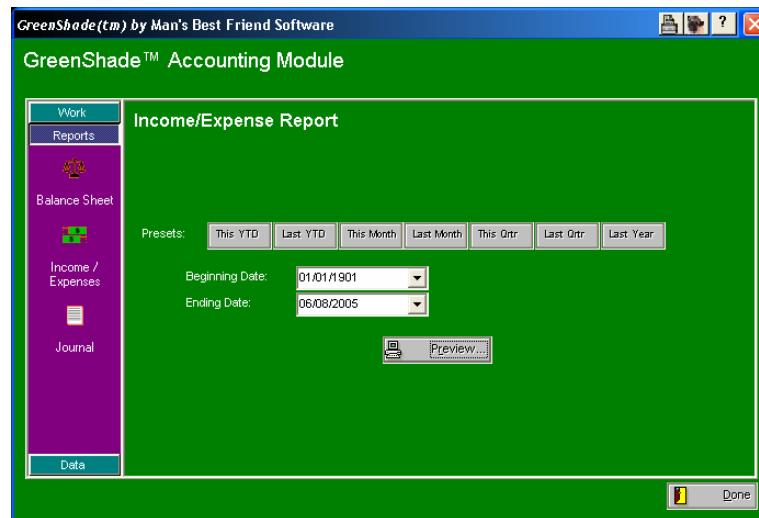 GreenShade(tm) by Man's Best Friend Software
?
GreenShade™ Accounting Module
Work
Reports
Balance Sheet
Income /
Expenses
Journal
Data
Income/Expense Report
Presets: This YTD Last YTD This Month Last Month This Qrtr Last Qrtr Last Year
Beginning Date: 01/01/1901
Ending Date: 06/08/2005
Preview...
Done